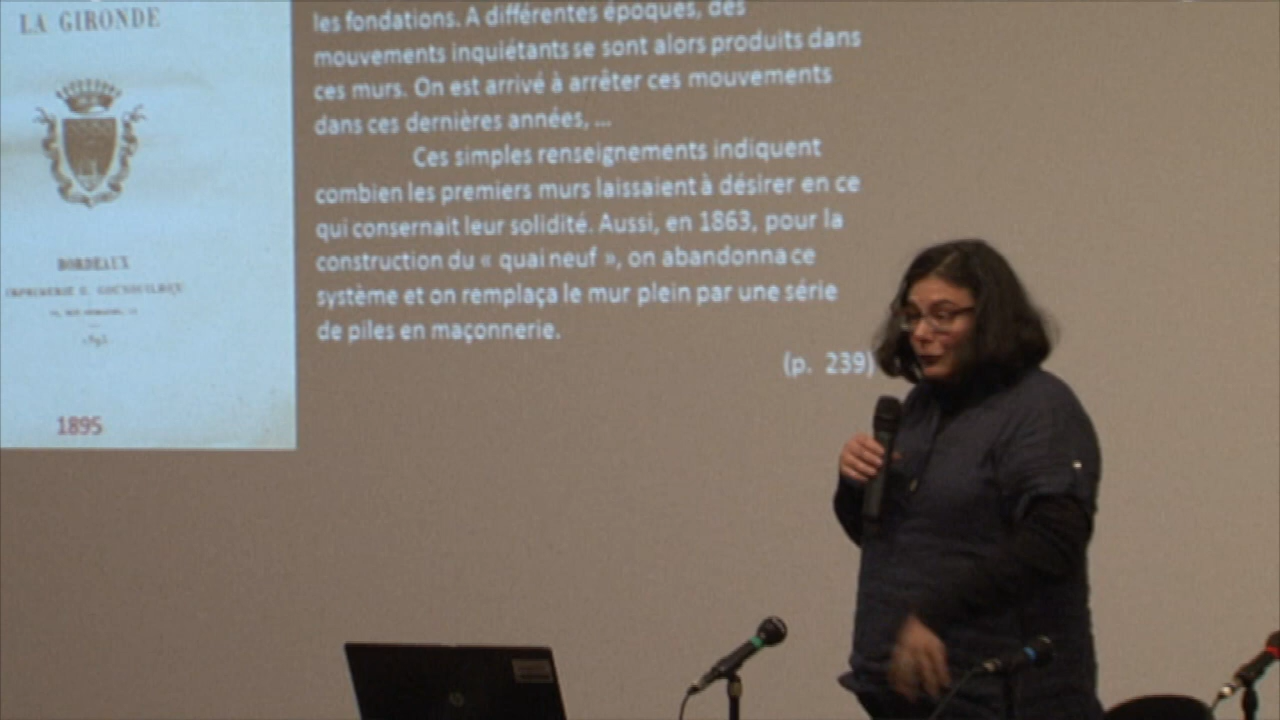 LA GIRONDE
BORDEAUX
IMPRIMERIE G. GOUNOUILHOU
1895
1895
les fondations. A différentes époques, des
mouvements inquiétants se sont alors produits dans
ces murs. On est arrivé à arrêter ces mouvements
dans ces dernières années, ...
Ces simples renseignements indiquent
combien les premiers murs laissaient à désirer en ce
qui consernait leur solidité. Aussi, en 1863, pour la
construction du « quai neuf », on abandonna ce
système et on remplaça le mur plein par une série
de piles en maçonnerie.
(p. 239)